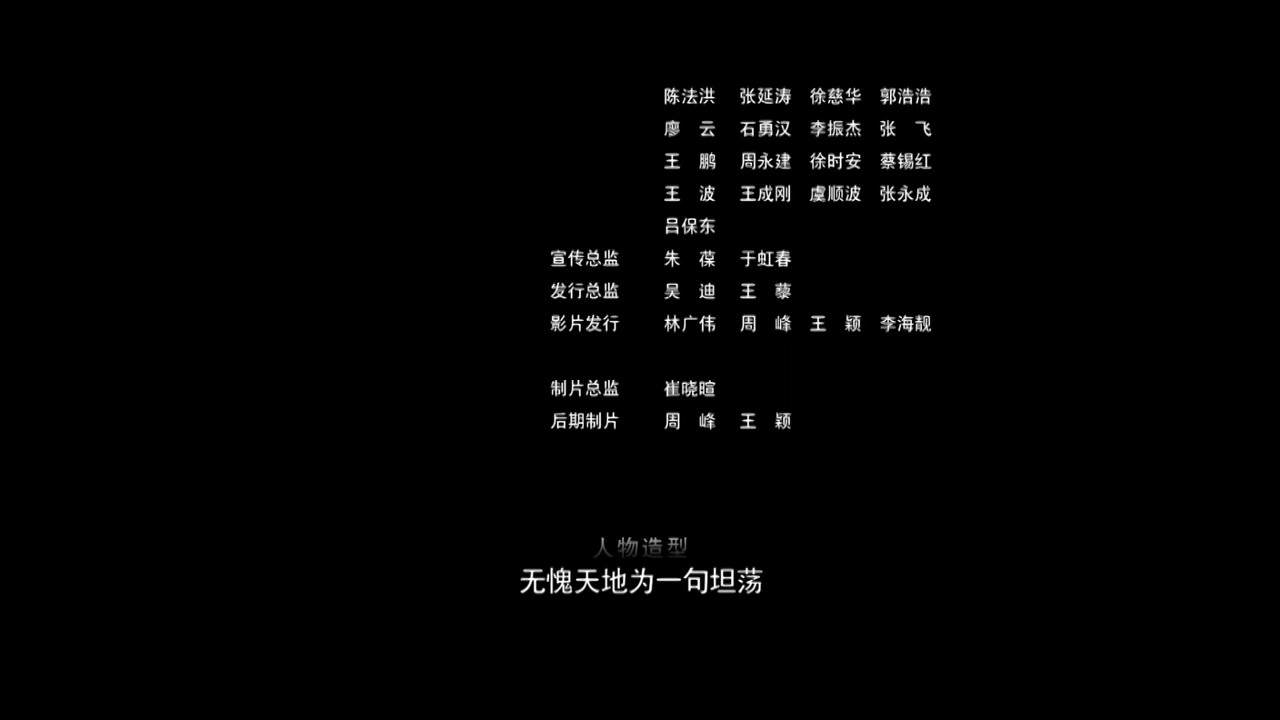 陈法洪 张延涛 徐慈华 郭浩浩
廖 云 石勇汉 李振杰 张 飞
王 鹏 周永建 徐时安 蔡锡红
王 波 王成刚 虞顺波 张永成
吕保东
宣传总监 朱 葆 于虹春
发行总监 吴 迪 王 藜
影片发行 林广伟 周 峰 王 颖 李海靓
制片总监 崔晓暄
后期制片 周 峰 王 颖
人物造型
无愧天地为一句坦荡